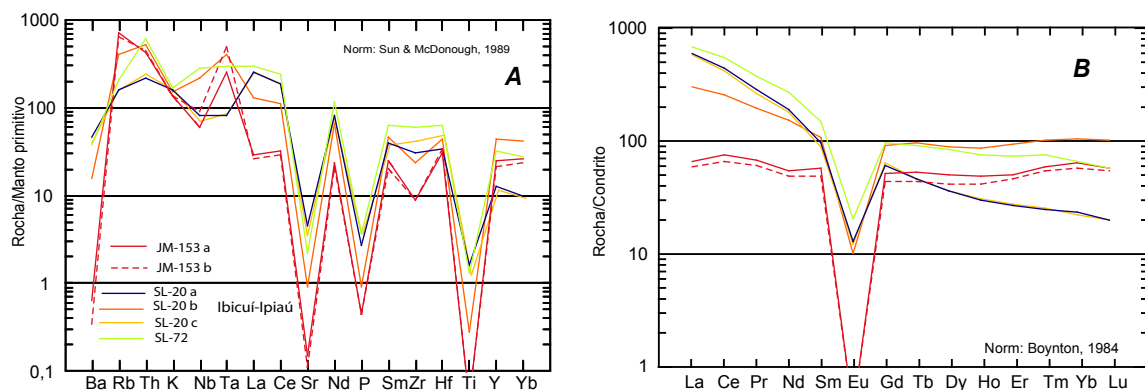 1000
100
10
1
0,1
Rocha/Manto primitivo
Norm: Sun & McDonough, 1989
A
JM-153 a
JM-153 b
SL-20 a
SL-20 b
SL-20 c
SL-72
Ibicuí-Ipiaú
Ba Rb Th K Nb Ta La Ce Sr Nd P Sm Zr Hf Ti Y Yb
1000
100
10
1
Rocha/Condrito
B
Norm: Boynton, 1984
La Ce Pr Nd Sm Eu Gd Dy Ho Er Tm Yb Lu